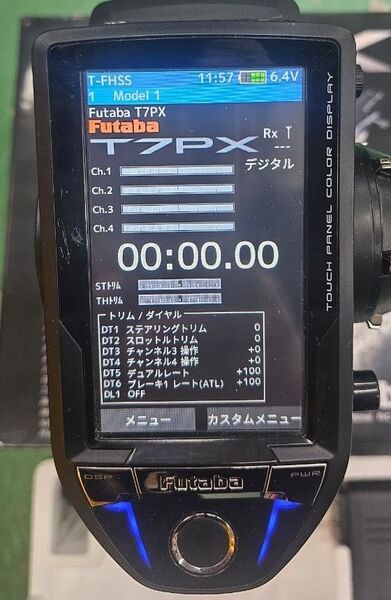 T-FHSS 11:57 6.4V
1 Model 1
Futaba T7PX
Futaba
T7PX
Rx
---
デジタル
Ch.1
Ch.2
Ch.3
Ch.4
00:00.00
STトリム
THトリム
トリム / ダイヤル
DT1 ステアリングトリム 0
DT2 スロットルトリム 0
DT3 チャンネル3 操作 +0
DT4 チャンネル4 操作 +0
DT5 デュアルレート +100
DT6 ブレーキ1 レート(ATL) +100
DL1 OFF
メニュー カスタムメニュー
DSP Futaba PWR
TOUCH PANEL COLOR DISPLAY